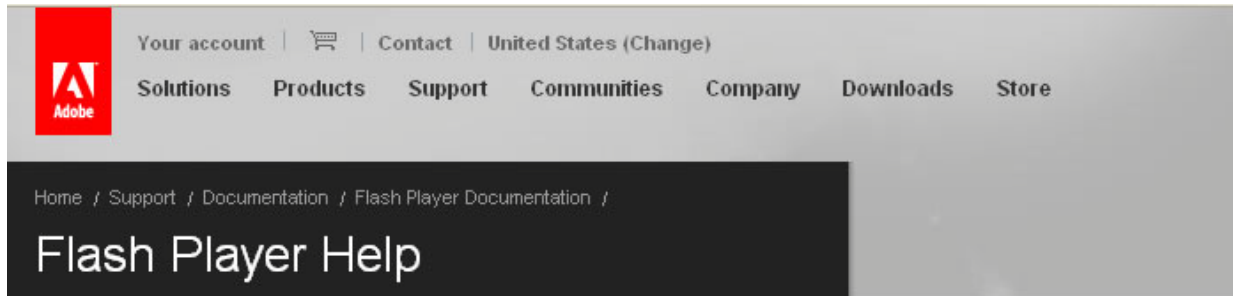 Your account | Contact | United States (Change)
Adobe
Solutions Products Support Communities Company Downloads Store
Home / Support / Documentation / Flash Player Documentation /
Flash Player Help